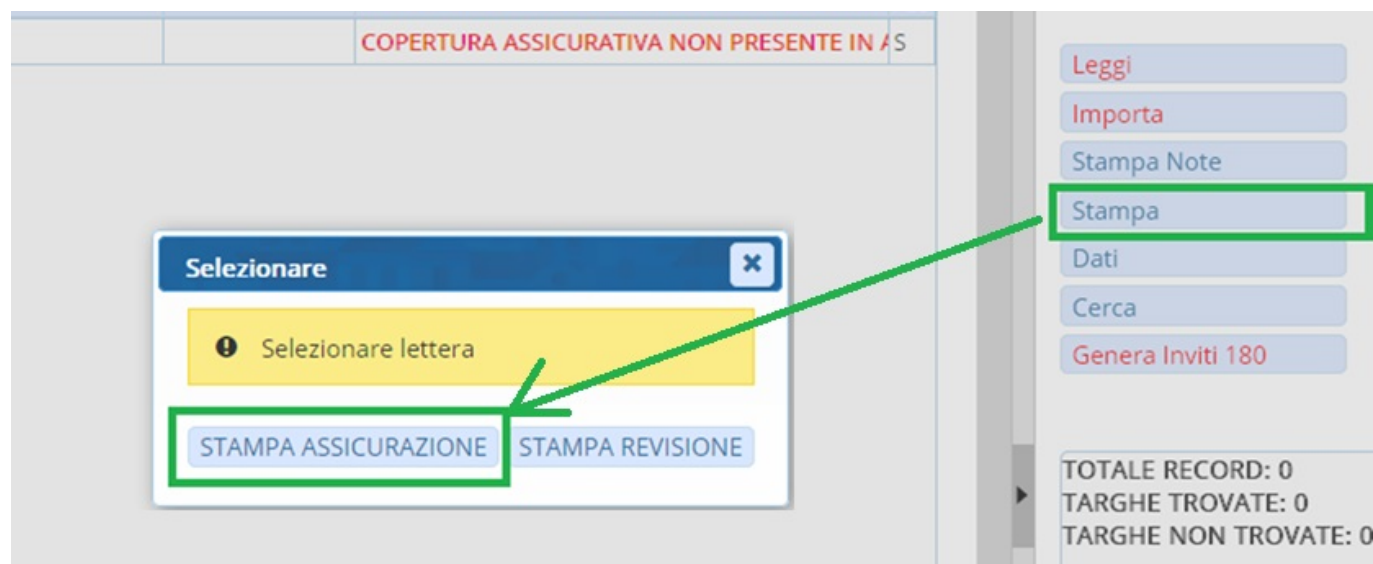 COPERTURA ASSICURATIVA NON PRESENTE IN A S
Leggi
Importa
Stampa Note
Stampa
Dati
Cerca
Genera Inviti 180
Selezionare
Selezionare lettera
STAMPA ASSICURAZIONE STAMPA REVISIONE
TOTALE RECORD: 0
TARGHE TROVATE: 0
TARGHE NON TROVATE: 0